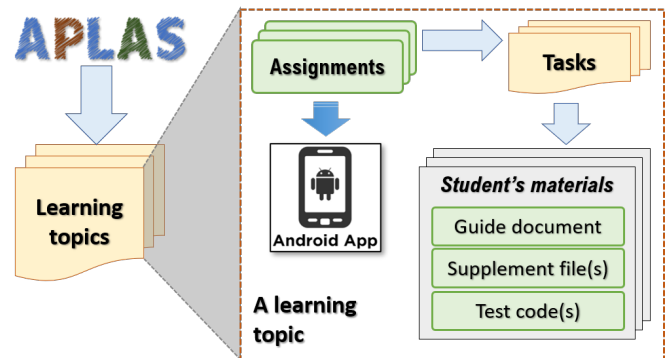 APLAS
Learning
topics
Assignments
Tasks
Android App
Student's materials
Guide document
Supplement file(s)
Test code(s)
A learning
topic